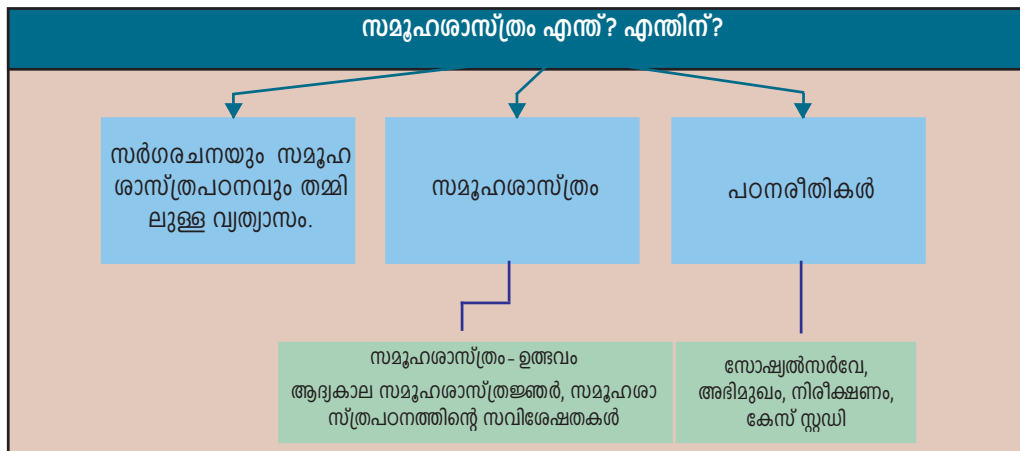 സമൂഹശാസ്ത്രം എന്ത്? എന്തിന്?
സർഗരചനയും സമൂഹ
ശാസ്ത്രപഠനവും തമ്മി
ലുള്ള വ്യത്യാസം.
സമൂഹശാസ്ത്രം
പഠനരീതികൾ
സമൂഹശാസ്ത്രം- ഉത്ഭവം
ആദ്യകാല സമൂഹശാസ്ത്രജ്ഞർ, സമൂഹശാ
സ്ത്രപഠനത്തിന്റെ സവിശേഷതകൾ
സോഷ്യൽസർവേ,
അഭിമുഖം, നിരീക്ഷണം,
കേസ് സ്റ്റഡി